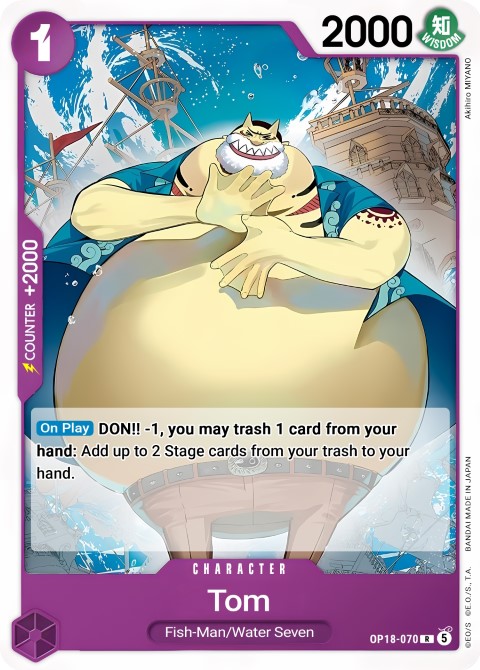 1
2000
知
WISDOM
Akihiro MIYANO
COUNTER +2000
On Play DON!! -1, you may trash 1 card from your
hand: Add up to 2 Stage cards from your trash to your
hand.
CHARACTER
Tom
Fish-Man/Water Seven
OP18-070 R 5
©E.O/S ©E.O./S.,T.A. BANDAI MADE IN JAPAN